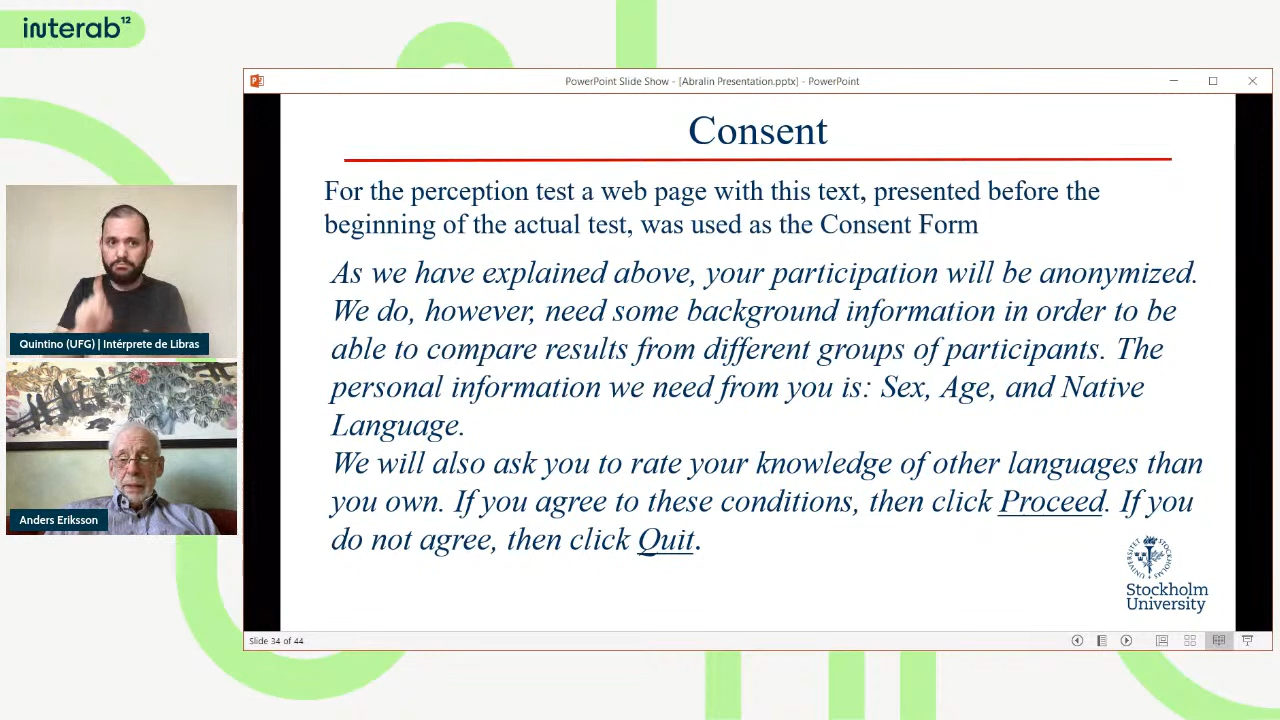 interab¹²
PowerPoint Slide Show - [Abralin Presentation.pptx] - PowerPoint
Consent
For the perception test a web page with this text, presented before the
beginning of the actual test, was used as the Consent Form
As we have explained above, your participation will be anonymized.
We do, however, need some background information in order to be
able to compare results from different groups of participants. The
personal information we need from you is: Sex, Age, and Native
Language.
We will also ask you to rate your knowledge of other languages than
you own. If you agree to these conditions, then click Proceed. If you
do not agree, then click Quit.
Stockholm
University
Slide 34 of 44
Quintino (UFG) | Intérprete de Libras
Anders Eriksson